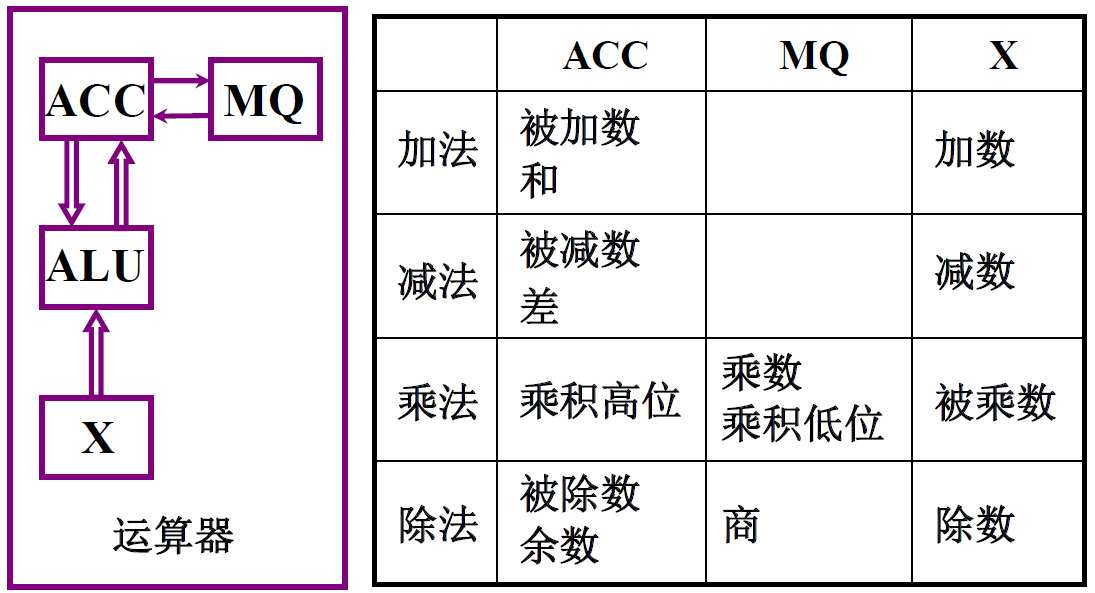 ACC
MQ
ALU
X
运算器
ACC MQ X
加法 被加数 加数
和
减法 被减数 减数
差
乘法 乘积高位 乘数 被乘数
乘积低位
除法 被除数 商 除数
余数